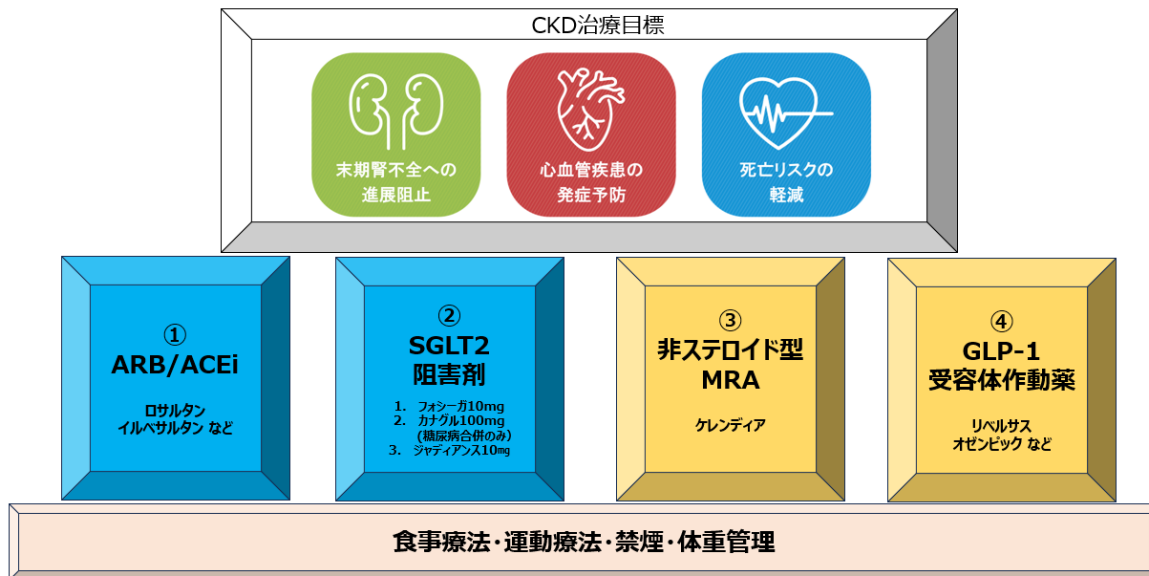 CKD治療目標
末期腎不全への
進展阻止
心血管疾患の
発症予防
死亡リスクの
軽減
①
ARB/ACEi
ロサルタン
イルベサルタン など
②
SGLT2
阻害剤
1. フォシーガ10mg
2. カナグル100mg
(糖尿病合併のみ)
3. ジャディアンス10㎎
③
非ステロイド型
MRA
ケレンディア
④
GLP-1
受容体作動薬
リベルサス
オゼンピック など
食事療法・運動療法・禁煙・体重管理